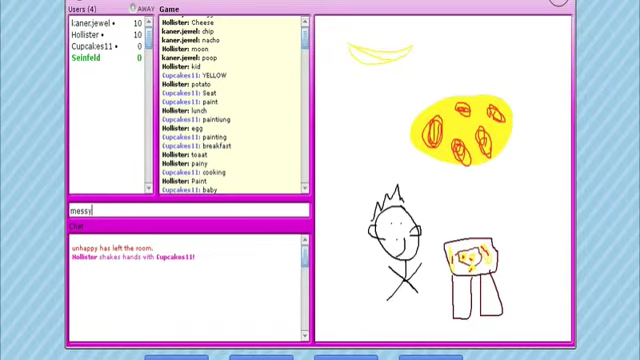 Users (4)
AWAY
Game
kaner.jewel • 10
Hollister • 10
Cupcakes11 • 0
Seinfeld 0
Hollister: Cheese
kaner.jewel: chip
kaner.jewel: nacho
Hollister: moon
kaner.jewel: poop
Hollister: kid
Cupcakes11: YELLOW
Hollister: potato
Cupcakes11: Seat
Cupcakes11: paint
Hollister: lunch
Cupcakes11: paintiung
Hollister: egg
Cupcakes11: painting
Cupcakes11: breakfast
Hollister: toast
Hollister: painy
Cupcakes11: cooking
Hollister: Paint
Cupcakes11: baby
messy
Chat
unhappy has left the room.
Hollister shakes hands with Cupcakes11!